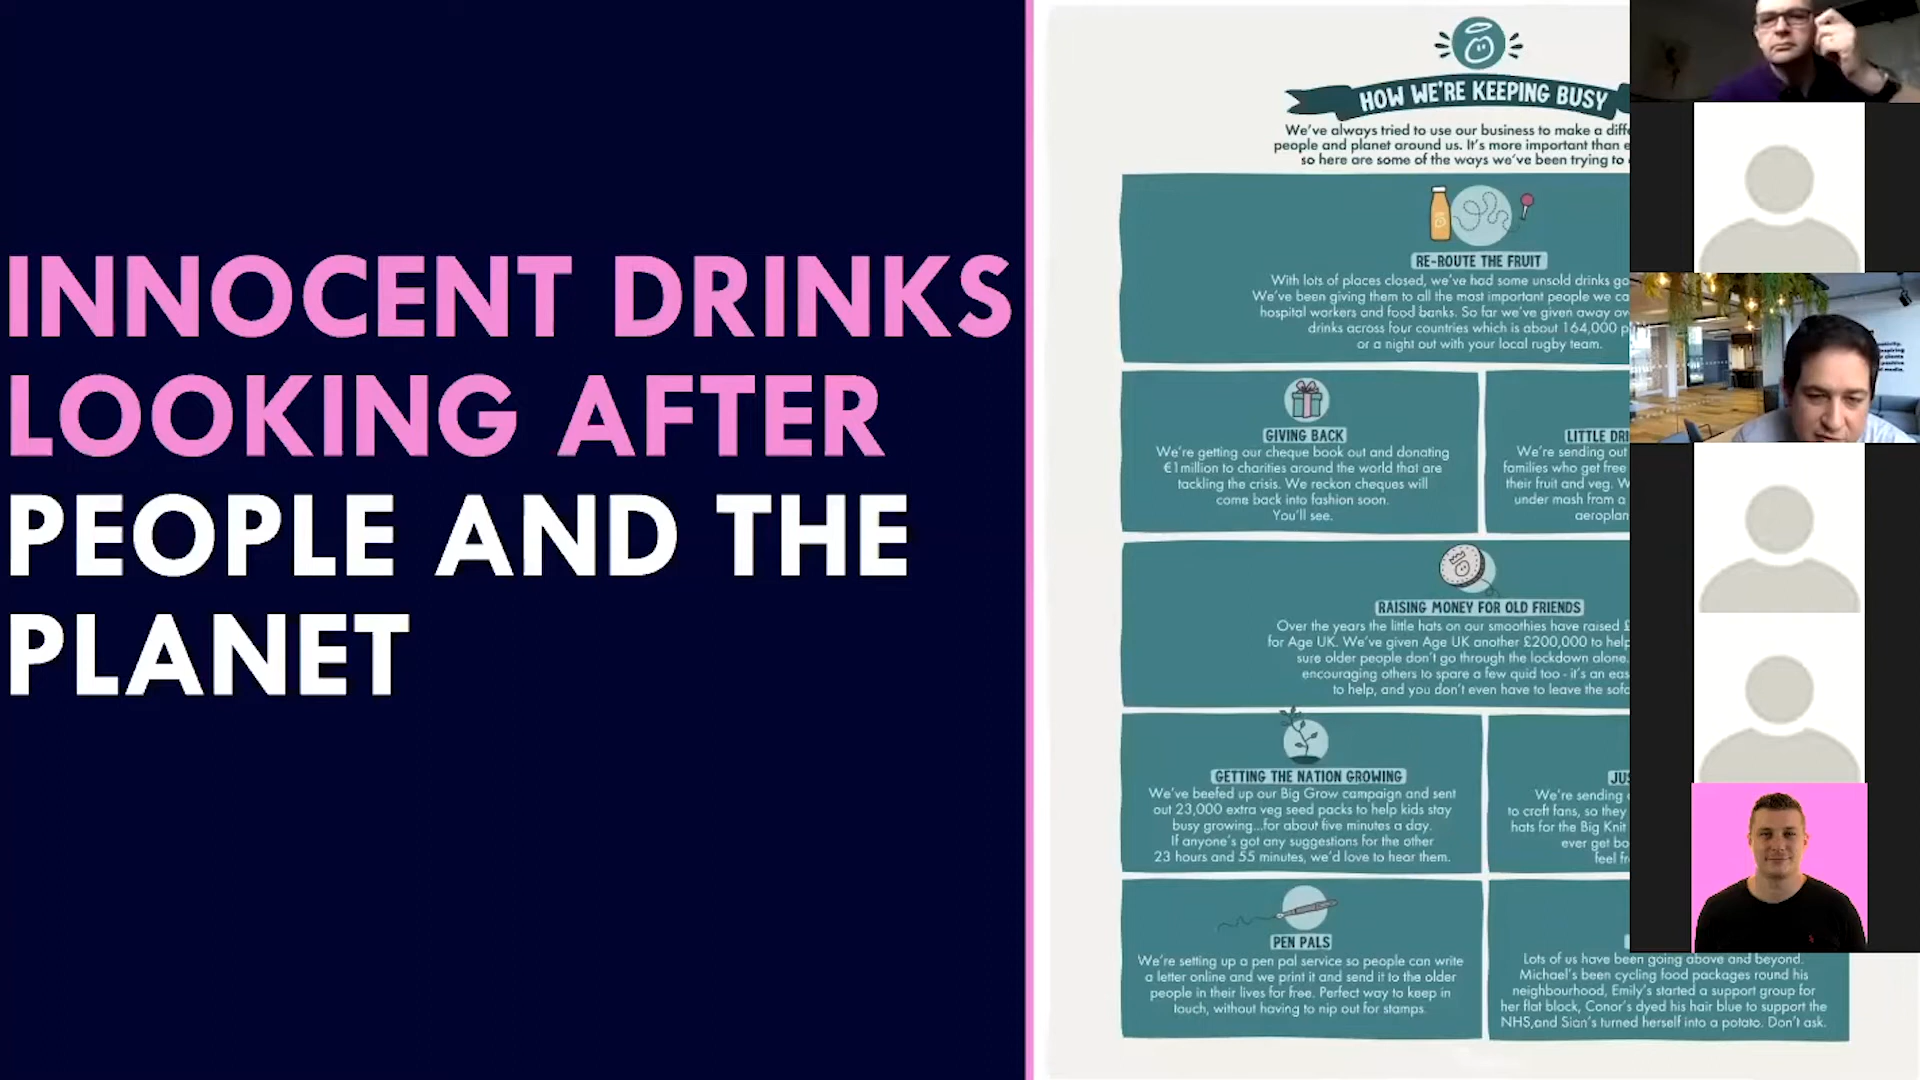 INNOCENT DRINKS
LOOKING AFTER
PEOPLE AND THE
PLANET
HOW WE'RE KEEPING BUSY
We've always tried to use our business to make a
people and planet around us. It's more important than
so here are some of the ways we've been trying to
RE-ROUTE THE FRUIT
With lots of places closed, we've had some unsold drinks
We've been giving them to all the most important people we
hospital workers and food banks. So far we've given away
drinks across four countries which is about 164,000
or a night out with your local rugby team.
GIVING BACK
We're getting our cheque book out and donating
€1million to charities around the world that are
tackling the crisis. We reckon cheques will
come back into fashion soon.
You'll see.
LITTLE
We're sending out
families who get free
their fruit and veg.
under mash from a
RAISING MONEY FOR OLD FRIENDS
Over the years the little hats on our smoothies have raised
for Age UK. We've given Age UK another £200,000 to help
sure older people don't go through the lockdown alone.
encouraging others to spare a few quid too - it's an
to help, and you don't even have to leave the
GETTING THE NATION GROWING
We've beefed up our Big Grow campaign and sent
out 23,000 extra veg seed packs to help kids stay
busy growing...for about five minutes a day.
If anyone's got any suggestions for the other
23 hours and 55 minutes, we'd love to hear them.
We're sending
to craft fans, so they
hats for the Big Knit
ever get
feel
PEN PALS
We're setting up a pen pal service so people can write
a letter online and we print it and send it to the older
people in their lives for free. Perfect way to keep in
touch, without having to nip out for stamps.
Lots of us have been going above and beyond.
Michael's been cycling food packages round his
neighbourhood, Emily's started a support group for
her flat block, Conor's dyed his hair blue to support the
NHS,and Sian's turned herself into a potato. Don't ask.